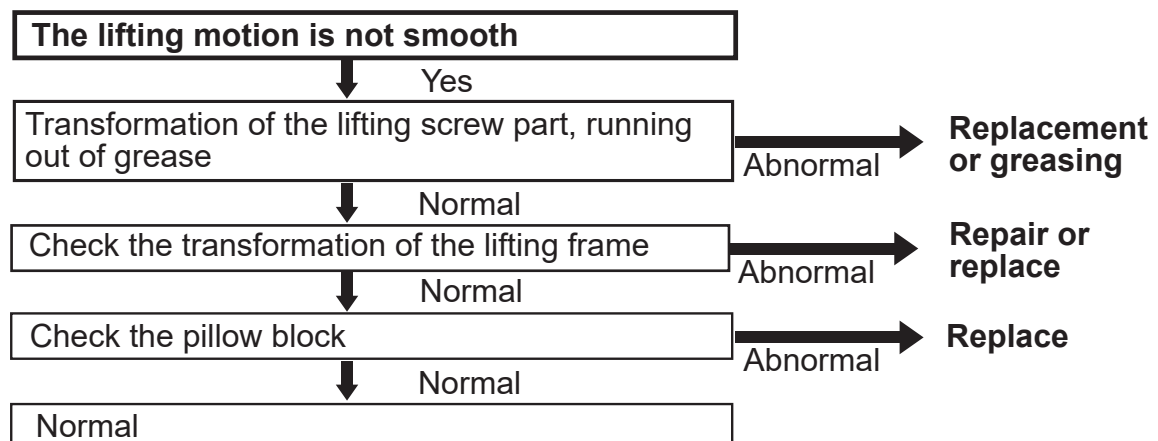 The lifting motion is not smooth
Yes
Transformation of the lifting screw part, running
out of grease
Abnormal
Replacement
or greasing
Normal
Check the transformation of the lifting frame
Abnormal
Repair or
replace
Normal
Check the pillow block
Abnormal
Replace
Normal
Normal